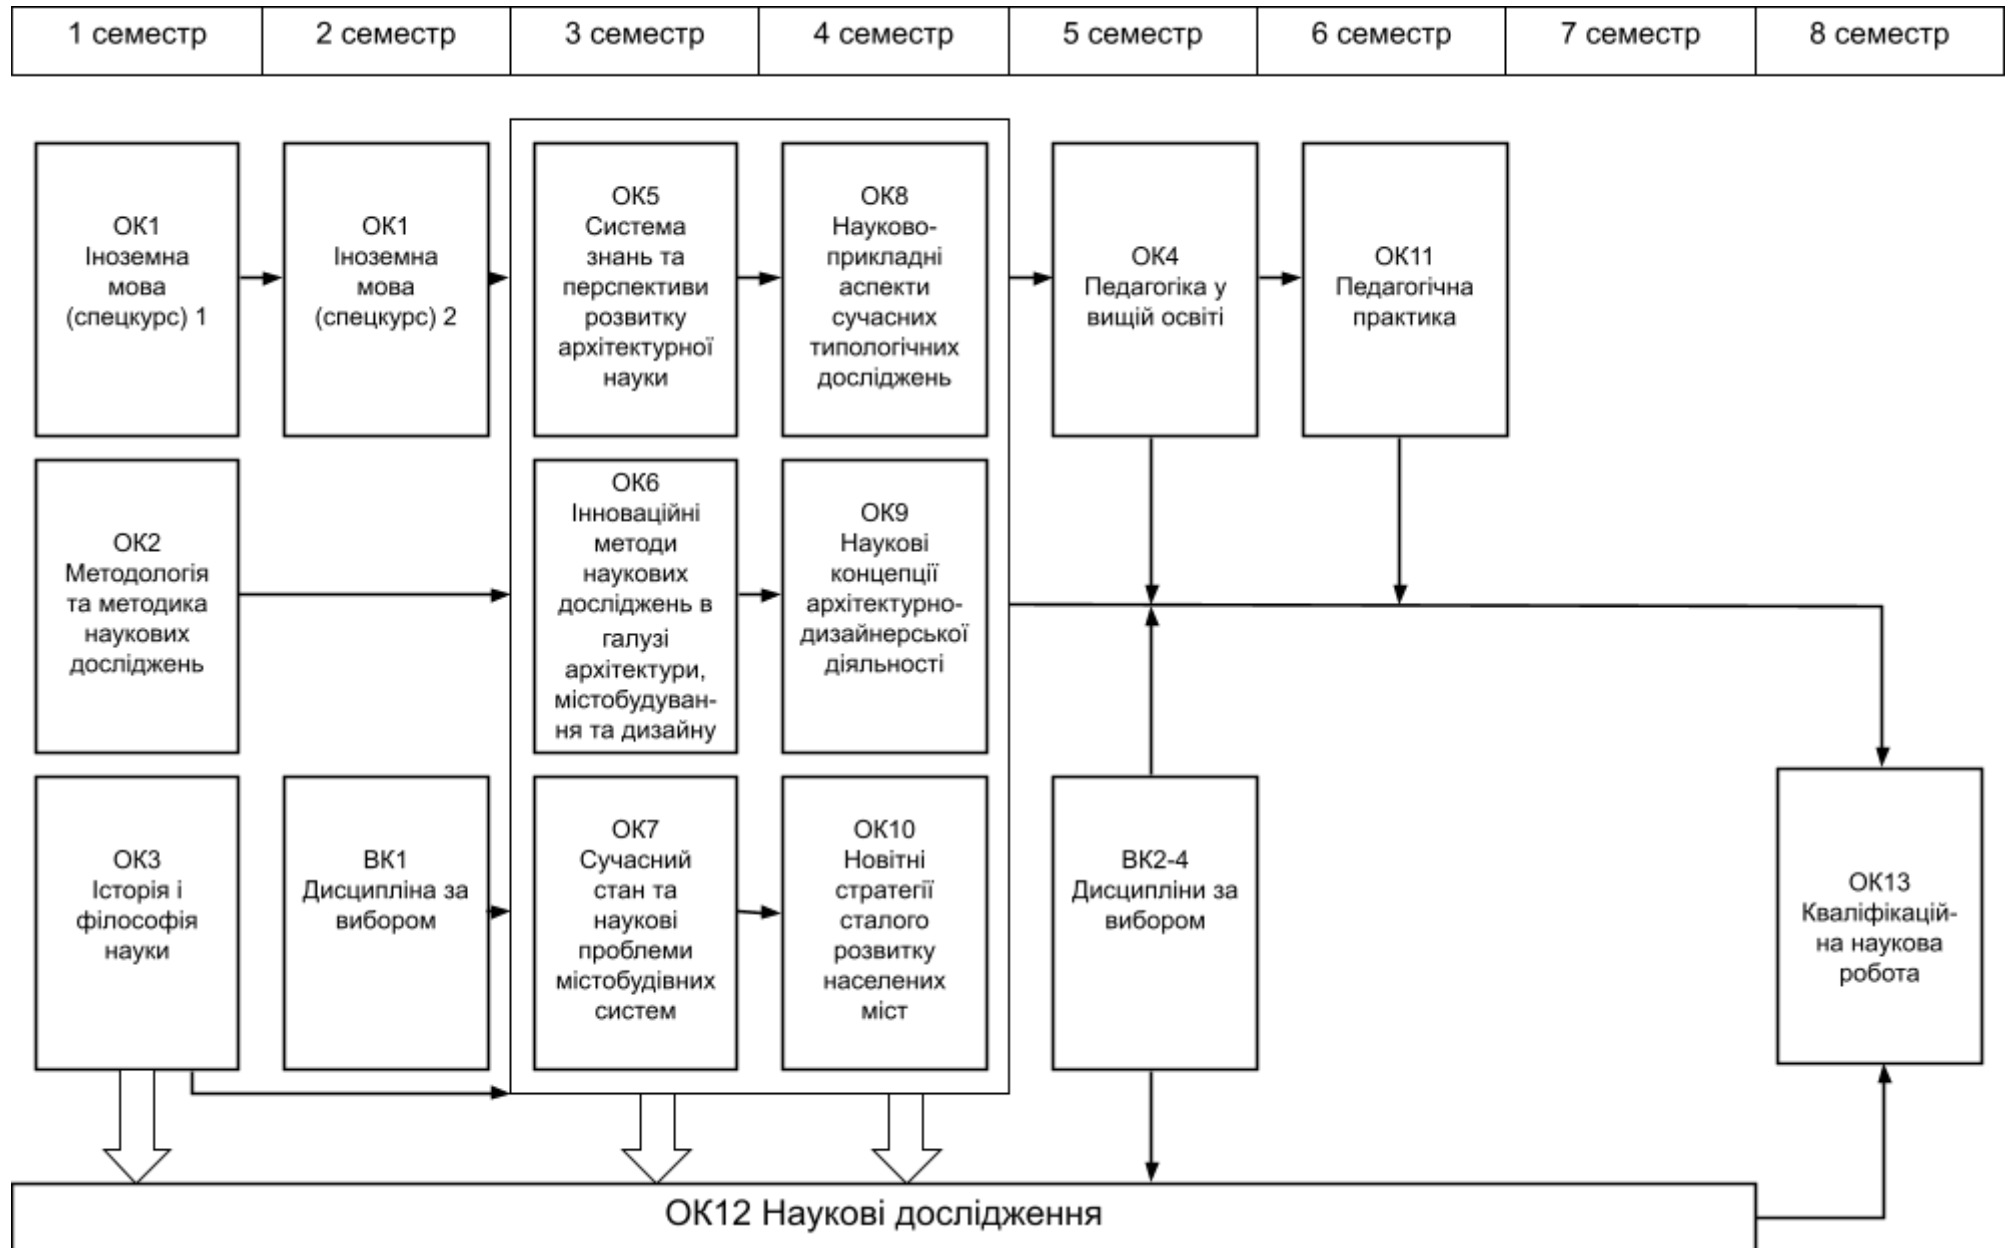 1 семестр
2 семестр
3 семестр
4 семестр
5 семестр
6 семестр
7 семестр
8 семестр
ОК1
Іноземна
мова
(спецкурс) 1
ОК1
Іноземна
мова
(спецкурс) 2
ОК5
Система
знань та
перспективи
розвитку
архітектурної
науки
ОК8
Науково-
прикладні
аспекти
сучасних
типологічних
досліджень
ОК4
Педагогіка у
вищій освіті
ОК11
Педагогічна
практика
ОК2
Методологія
та методика
наукових
досліджень
ОК6
Інноваційні
методи
наукових
досліджень в
галузі
архітектури,
містобудуван-
ня та дизайну
ОК9
Наукові
концепції
архітектурно-
дизайнерської
діяльності
ОК3
Історія і
філософія
науки
ВК1
Дисципліна за
вибором
ОК7
Сучасний
стан та
наукові
проблеми
містобудівних
систем
ОК10
Новітні
стратегії
сталого
розвитку
населених
міст
ВК2-4
Дисципліни за
вибором
ОК13
Кваліфікацій-
на наукова
робота
ОК12 Наукові дослідження